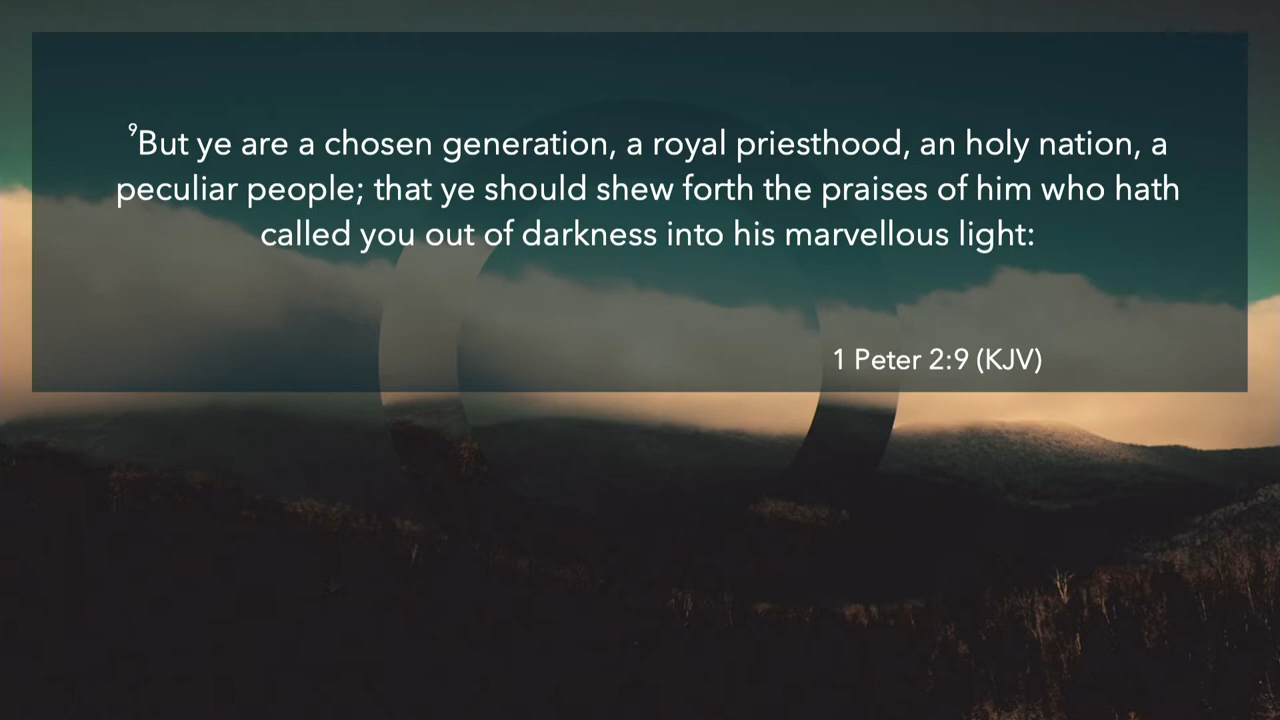 ⁹But ye are a chosen generation, a royal priesthood, an holy nation, a
peculiar people; that ye should shew forth the praises of him who hath
called you out of darkness into his marvellous light:
1 Peter 2:9 (KJV)